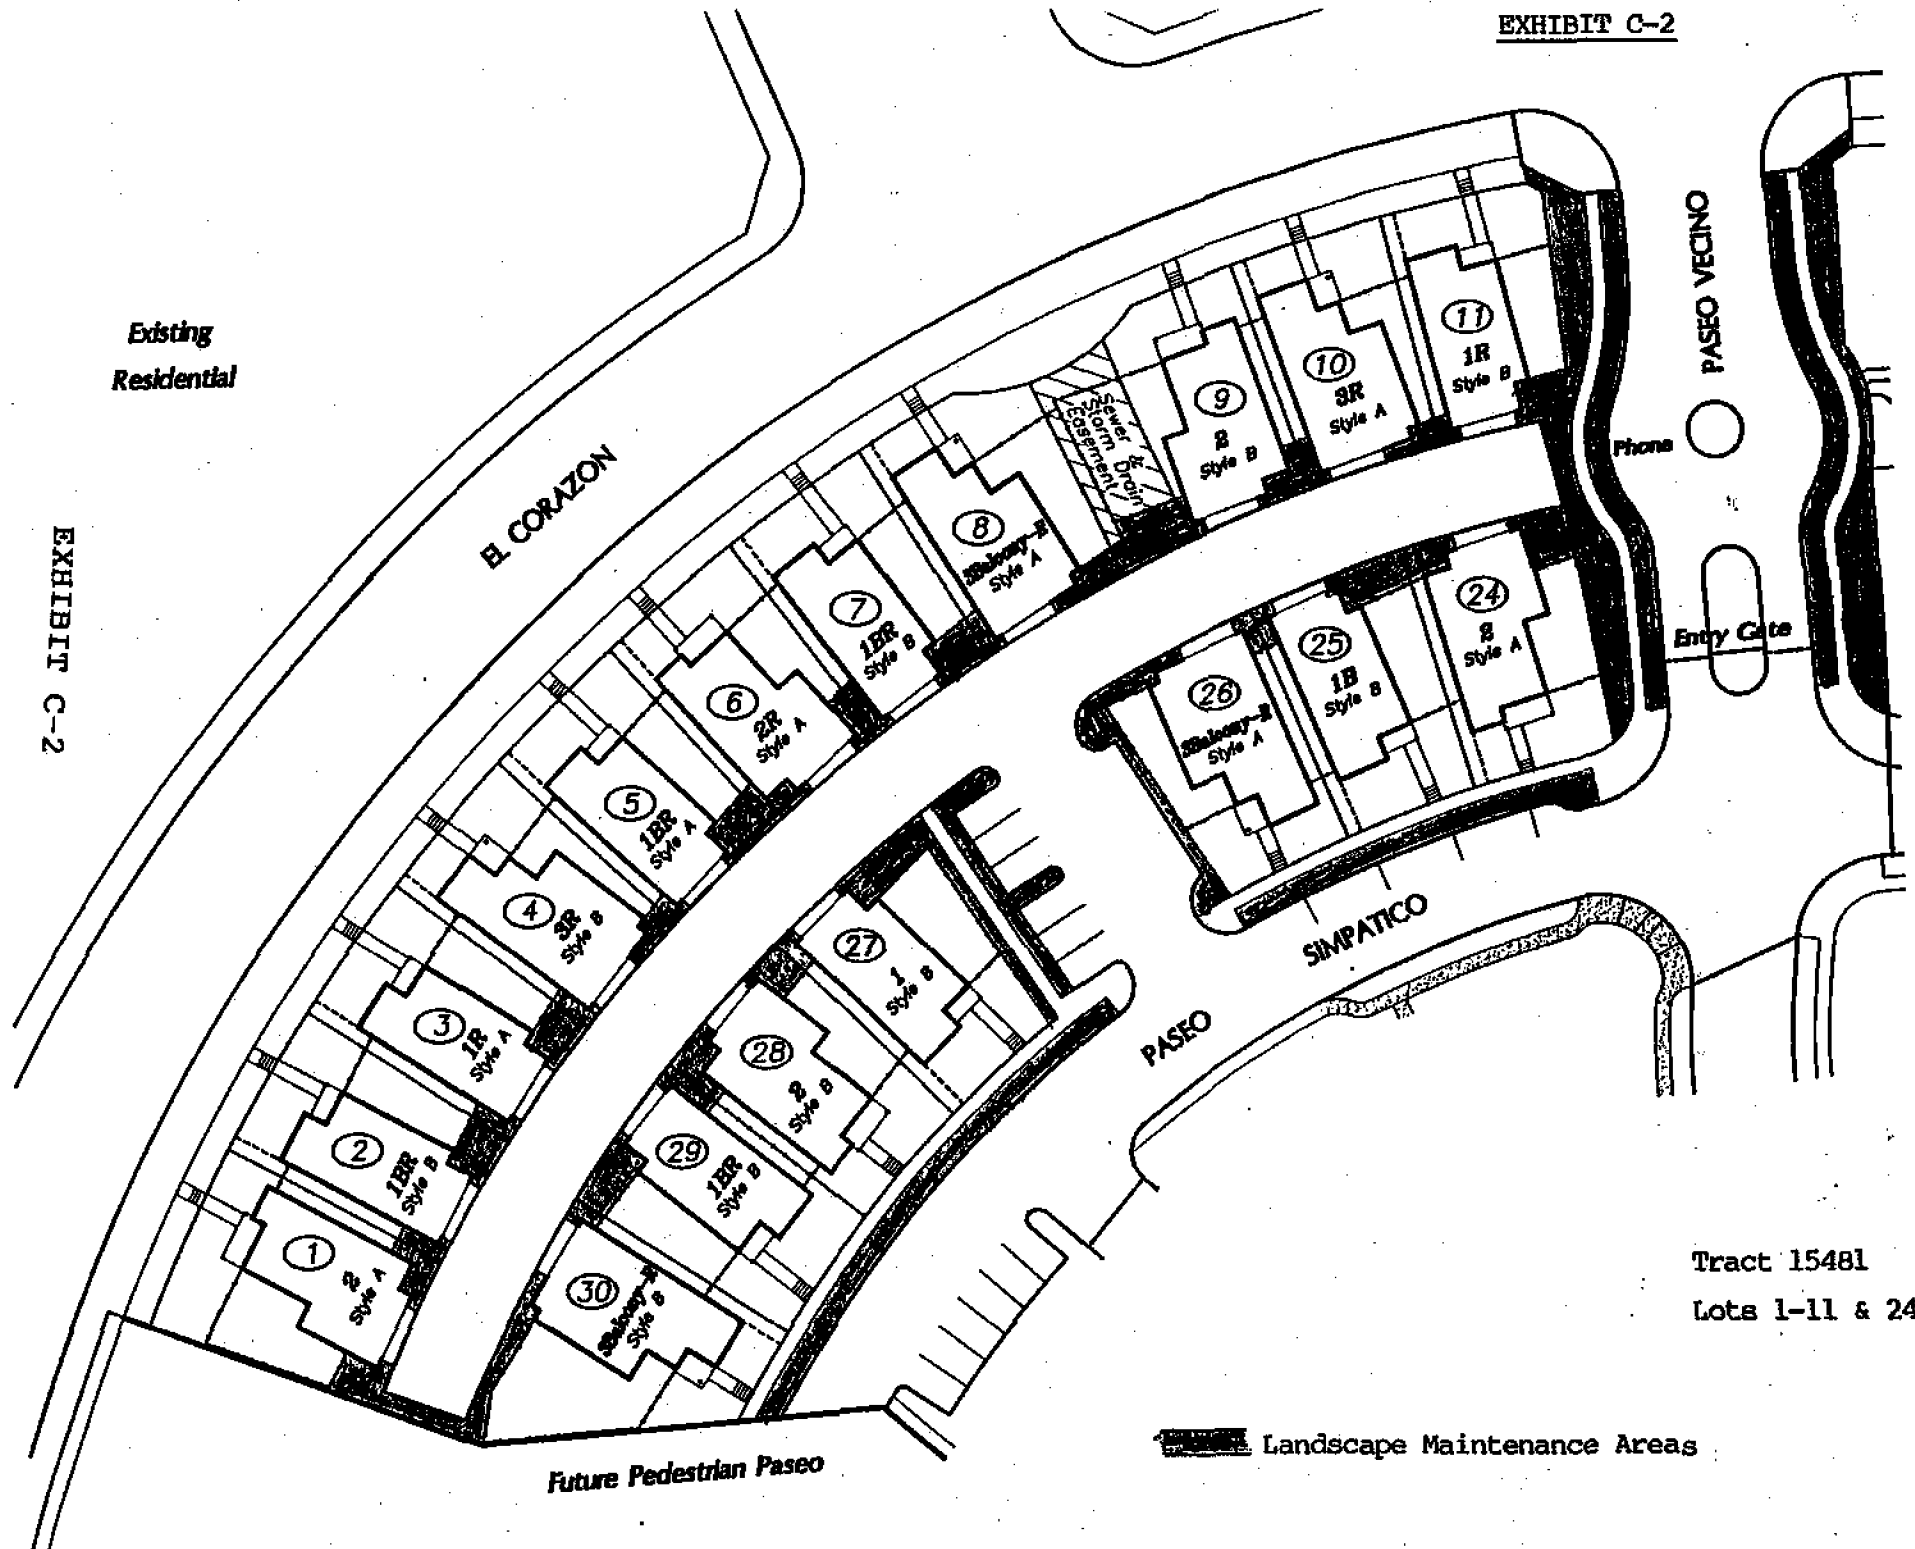 EXHIBIT C-2
Existing
Residential
EL CORAZON
EXHIBIT C-2
PASEO VECINO
Phone
Entry Gate
11
1R
Style B
10
3R
Style A
9
2
Style B
Sewer &
Storm Drain
Easement
8
3Balcony-R
Style A
7
1BR
Style B
6
2R
Style A
5
1BR
Style A
4
3R
Style B
3
1R
Style A
2
1BR
Style B
1
2
Style A
24
2
Style A
25
1B
Style B
26
3Balcony-R
Style A
27
1
Style B
28
2
Style B
29
1BR
Style B
30
3Balcony-R
Style B
PASEO SIMPATICO
Tract 15481
Lots 1-11 & 24
Landscape Maintenance Areas
Future Pedestrian Paseo